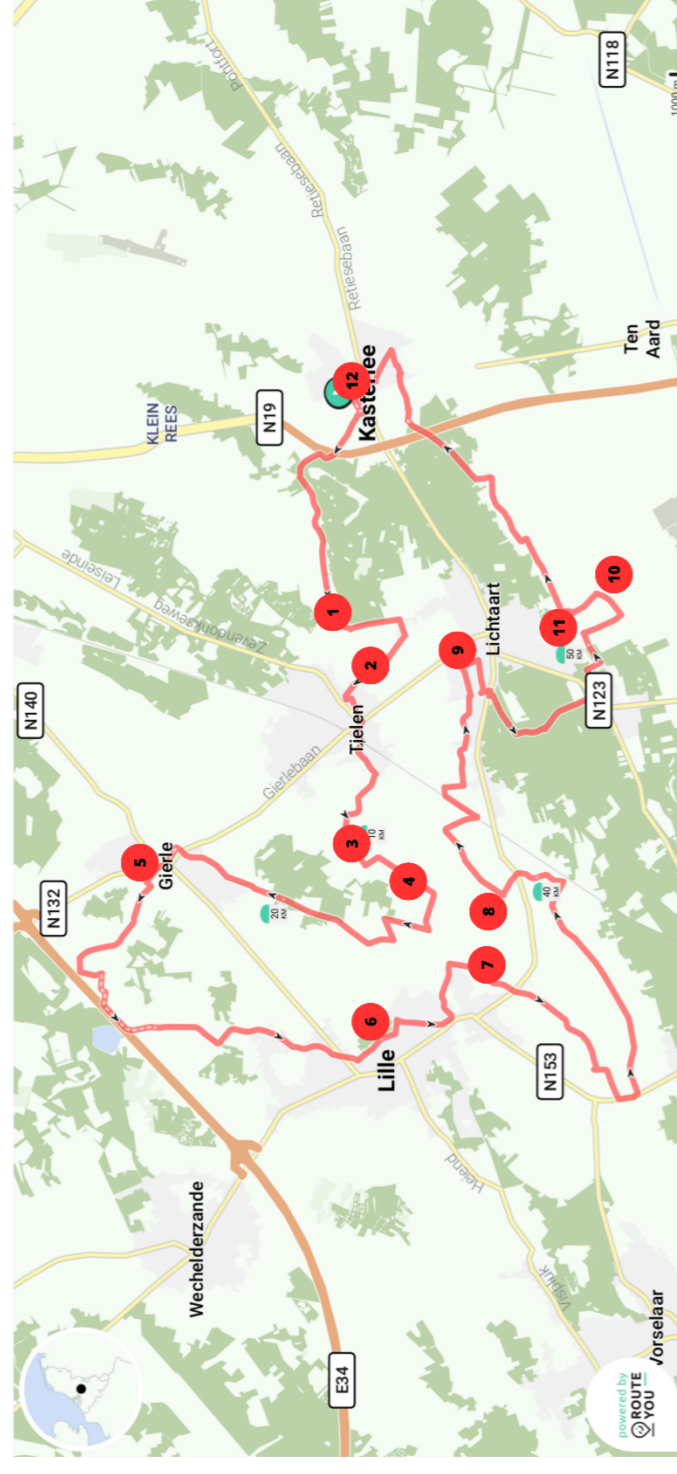 N140
N132
Leiseinde
Zevendonkseweg
5
KLEIN
REES
Gierle
Wechelderzande
Pontfort
N19
Gierlebaan
Retiesebaan
20
KM
1
E34
Retiesebaan
12
3
Tielen
Kasterlee
10
KM
6
2
Lille
4
9
Heiend
7
8
Lichtaart
40
KM
N153
Vispluk
11
50
KM
N123
10
N118
Ten
Aard
powered by
ROUTE
YOU
Vorselaar
1000 m